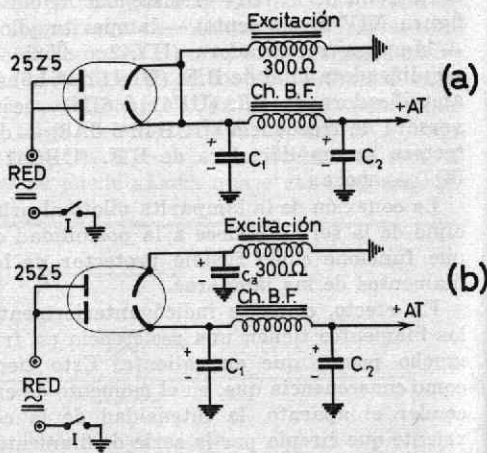 Excitación
25Z5
300Ω
(a)
Ch. B.F.
+AT
RED
+
-
C₁
+
-
C₂
I
Excitación
25Z5
+
-
Ca
300Ω
(b)
Ch. B.F.
+AT
RED
+
-
C₁
+
-
C₂
I